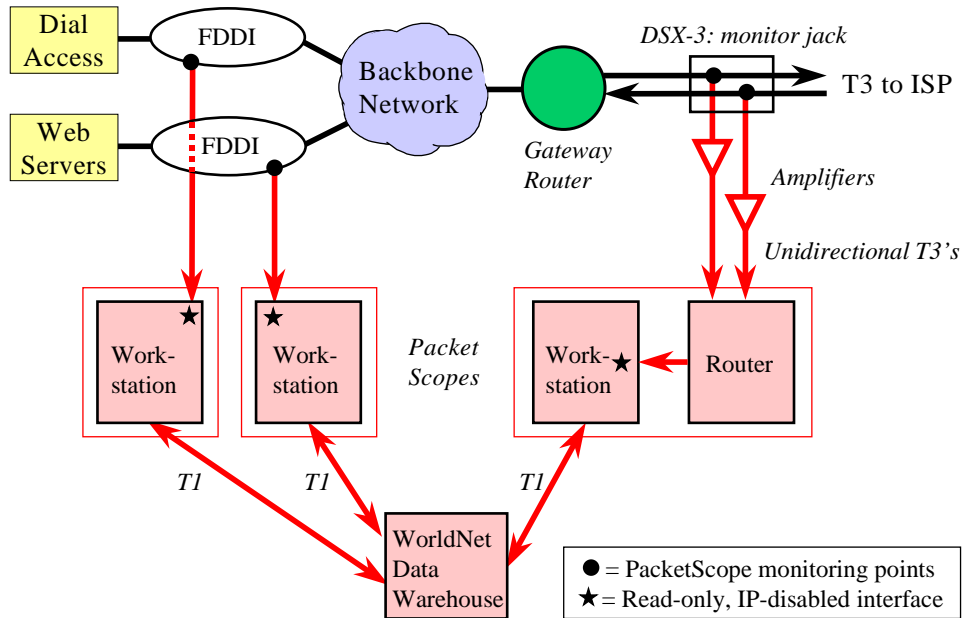 Dial
Access
FDDI
Backbone
Network
DSX-3: monitor jack
T3 to ISP
Web
Servers
FDDI
Gateway
Router
Amplifiers
Unidirectional T3's
Work-
station
Work-
station
Packet
Scopes
Work-
station
Router
T1
T1
T1
WorldNet
Data
Warehouse
= PacketScope monitoring points
= Read-only, IP-disabled interface